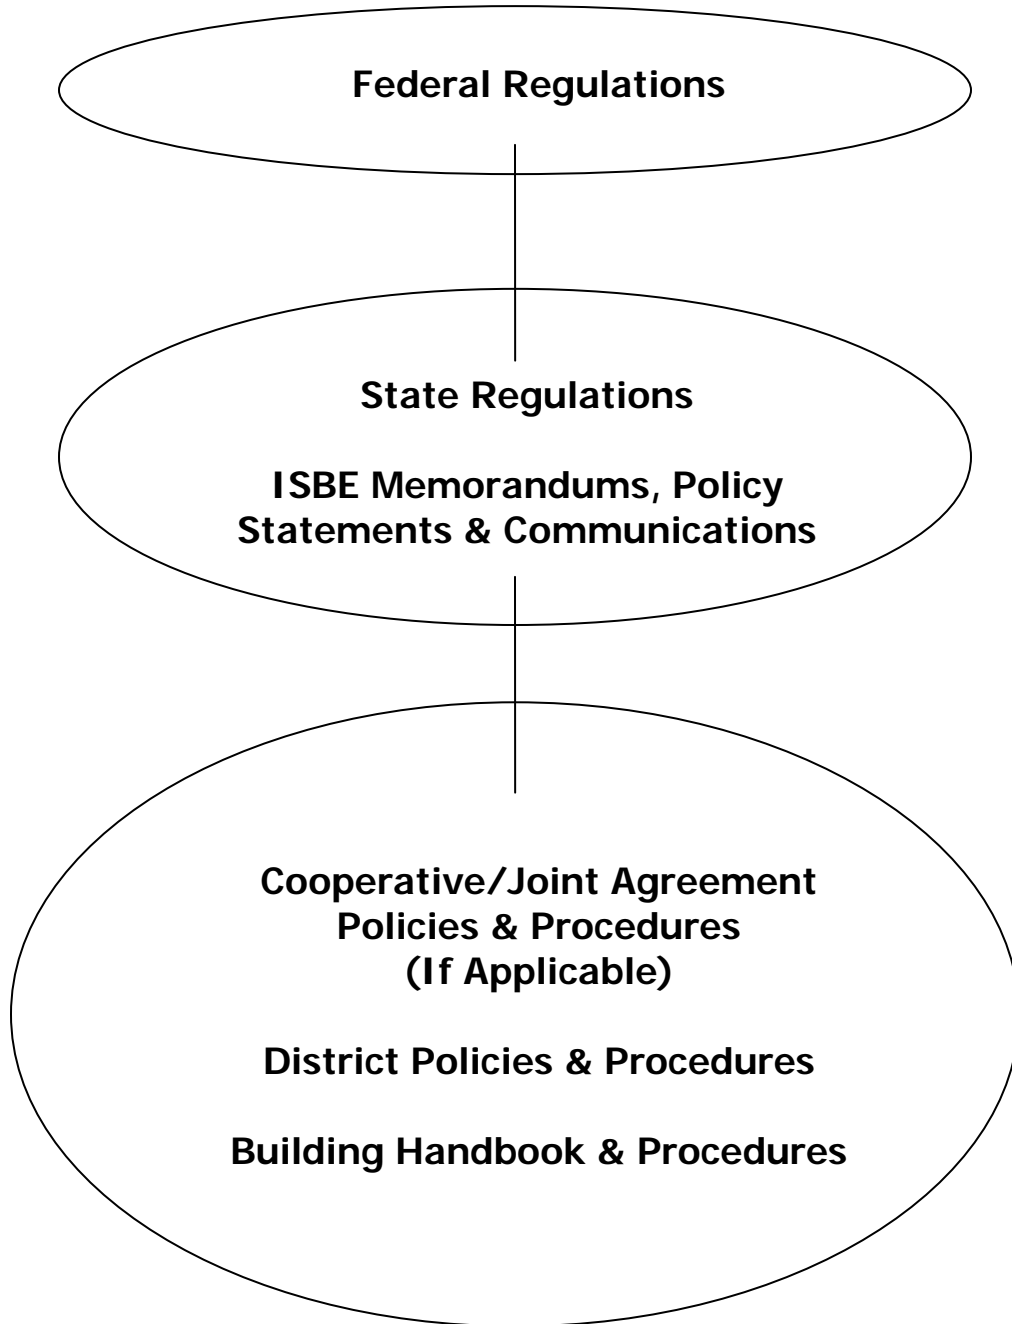 Federal Regulations
State Regulations
ISBE Memorandums, Policy
Statements & Communications
Cooperative/Joint Agreement
Policies & Procedures
(If Applicable)
District Policies & Procedures
Building Handbook & Procedures